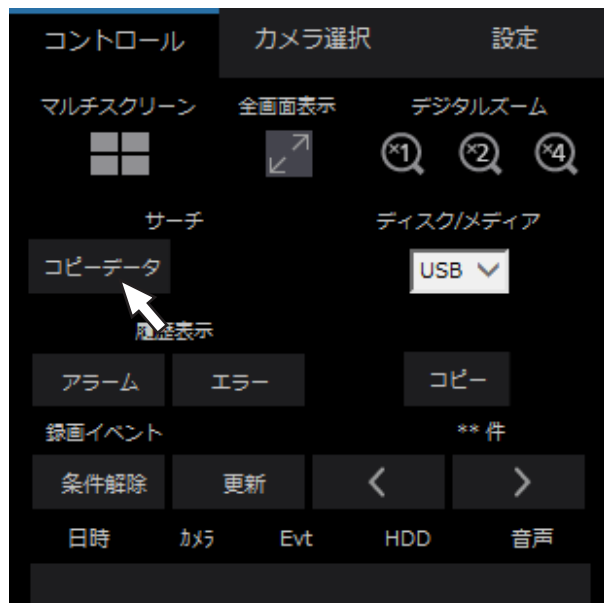 コントロール カメラ選択 設定
マルチスクリーン 全画面表示 デジタルズーム
×1 ×2 ×4
サーチ ディスク/メディア
コピーデータ USB
履歴表示
アラーム エラー コピー
録画イベント ** 件
条件解除 更新
日時 ｶﾒﾗ Evt HDD 音声